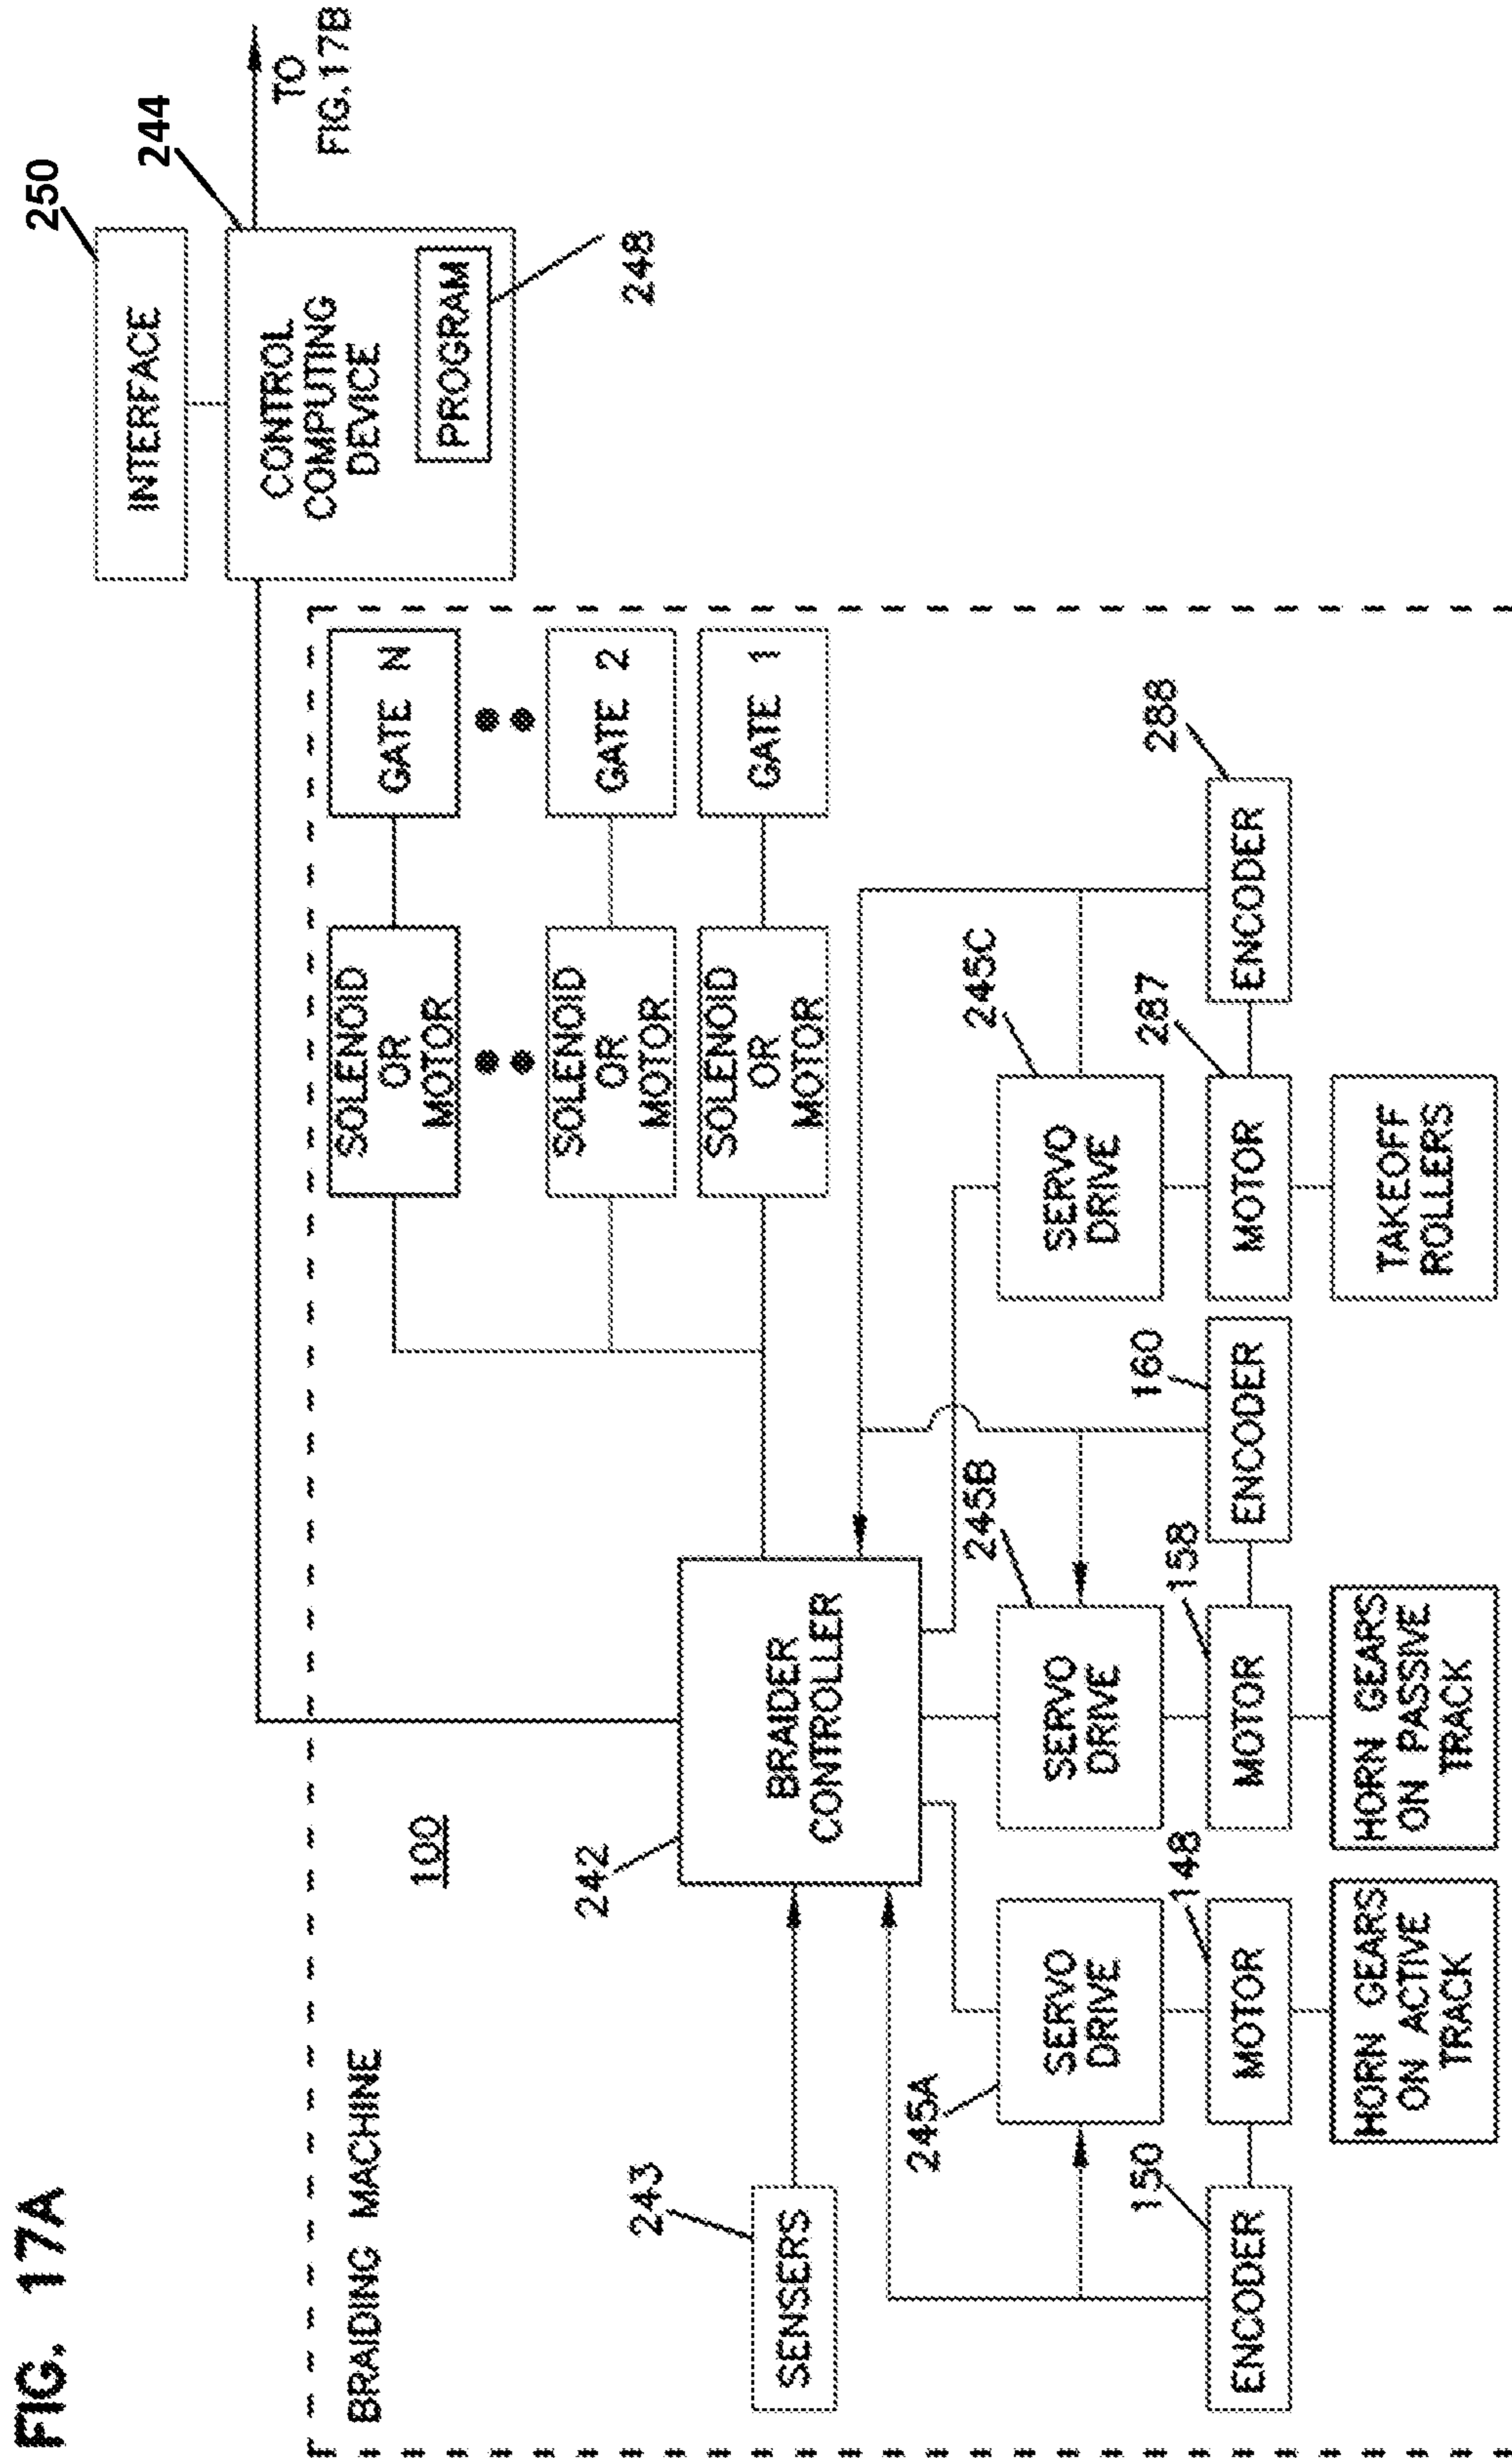 FIG. 17A
250
INTERFACE
244
CONTROL
COMPUTING
DEVICE
PROGRAM
248
TO
FIG.17B
BRAIDING MACHINE
100
SOLENOID
OR
MOTOR
GATE N
SOLENOID
OR
MOTOR
GATE 2
SOLENOID
OR
MOTOR
GATE 1
242
BRAIDER
CONTROLLER
243
SENSERS
245A
SERVO
DRIVE
245B
SERVO
DRIVE
245C
SERVO
DRIVE
150
ENCODER
148
MOTOR
158
MOTOR
160
ENCODER
287
MOTOR
288
ENCODER
HORN GEARS
ON ACTIVE
TRACK
HORN GEARS
ON PASSIVE
TRACK
TAKEOFF
ROLLERS